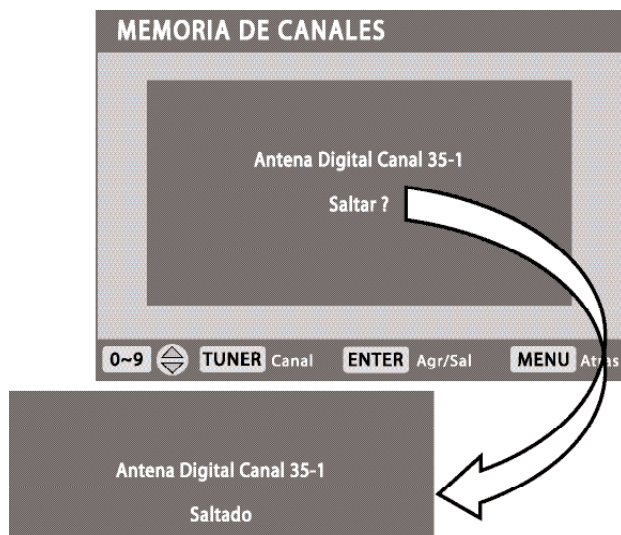 MEMORIA DE CANALES
Antena Digital Canal 35-1
Saltar ?
0~9 TUNER Canal ENTER Agr/Sal MENU Atras
Antena Digital Canal 35-1
Saltado